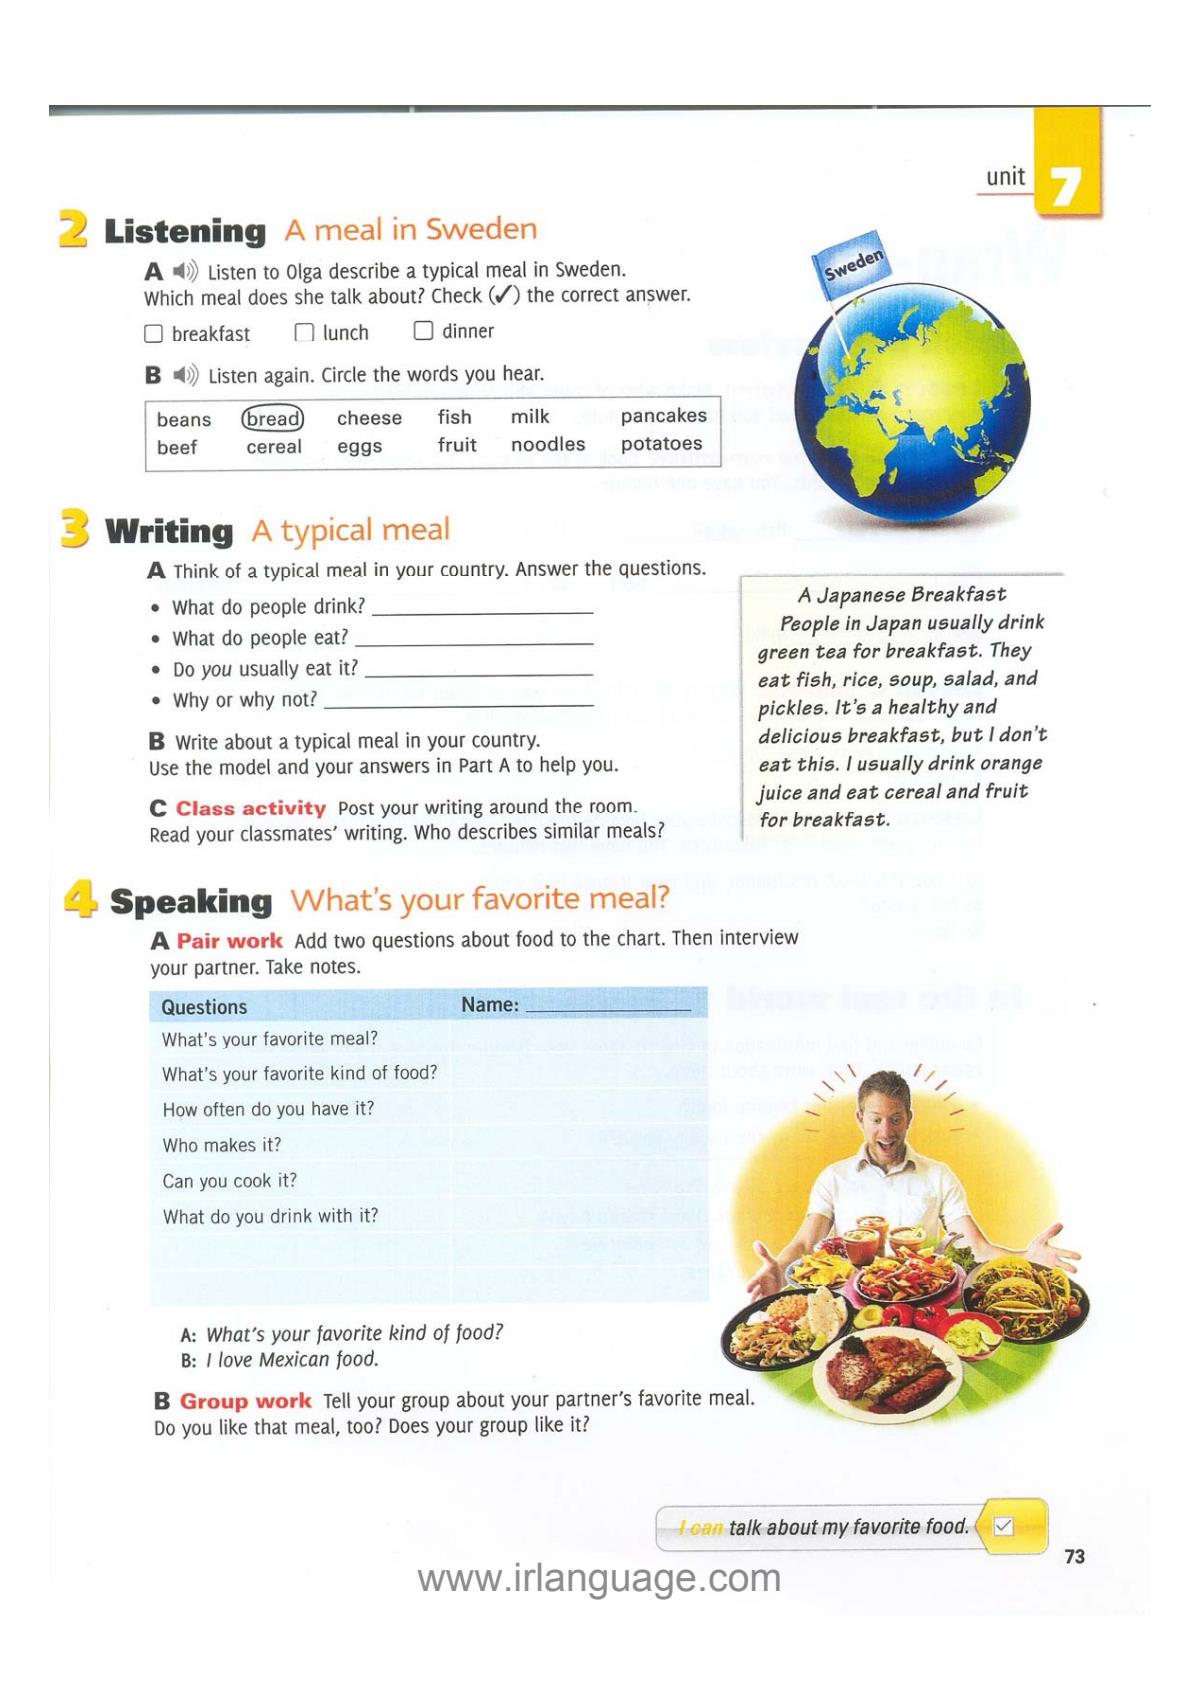 unit 7
2 Listening A meal in Sweden
A Listen to Olga describe a typical meal in Sweden.
Which meal does she talk about? Check (✓) the correct answer.
☐ breakfast ☐ lunch ☐ dinner
B Listen again. Circle the words you hear.
beans bread cheese fish milk pancakes
beef cereal eggs fruit noodles potatoes
Sweden
3 Writing A typical meal
A Think of a typical meal in your country. Answer the questions.
• What do people drink?
• What do people eat?
• Do you usually eat it?
• Why or why not?
B Write about a typical meal in your country.
Use the model and your answers in Part A to help you.
C Class activity Post your writing around the room.
Read your classmates' writing. Who describes similar meals?
A Japanese Breakfast
People in Japan usually drink
green tea for breakfast. They
eat fish, rice, soup, salad, and
pickles. It's a healthy and
delicious breakfast, but I don't
eat this. I usually drink orange
juice and eat cereal and fruit
for breakfast.
4 Speaking What's your favorite meal?
A Pair work Add two questions about food to the chart. Then interview
your partner. Take notes.
Questions Name:
What's your favorite meal?
What's your favorite kind of food?
How often do you have it?
Who makes it?
Can you cook it?
What do you drink with it?
A: What's your favorite kind of food?
B: I love Mexican food.
B Group work Tell your group about your partner's favorite meal.
Do you like that meal, too? Does your group like it?
I can talk about my favorite food.
73
www.irlanguage.com